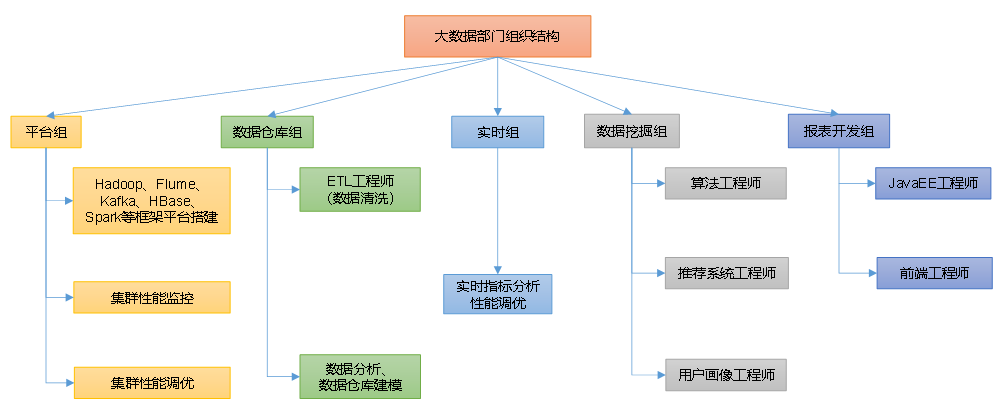 大数据部门组织结构
平台组
数据仓库组
实时组
数据挖掘组
报表开发组
Hadoop、Flume、
Kafka、HBase、
Spark等框架平台搭建
集群性能监控
集群性能调优
ETL工程师
（数据清洗）
数据分析、
数据仓库建模
实时指标分析
性能调优
算法工程师
推荐系统工程师
用户画像工程师
JavaEE工程师
前端工程师